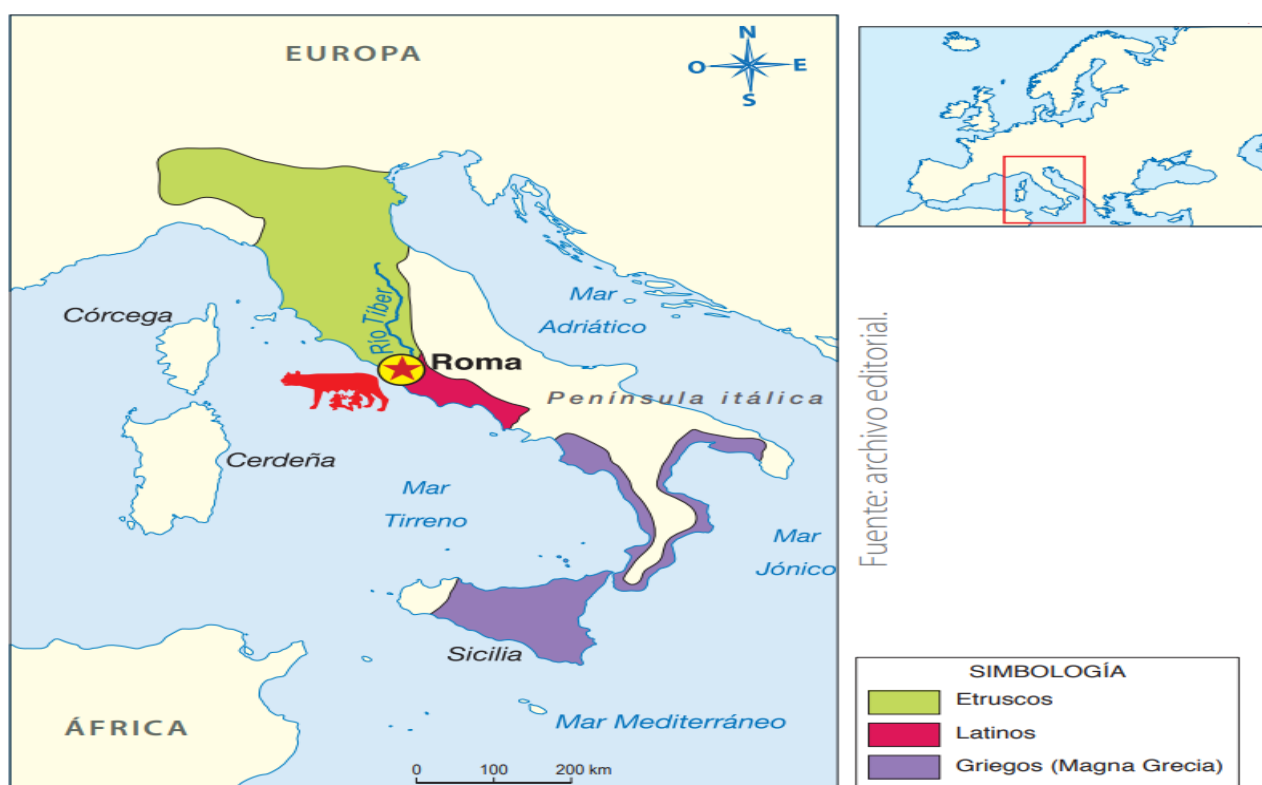 EUROPA
N
O
E
S
Córcega
Río Tiber
Mar
Adriático
Roma
Península itálica
Cerdeña
Mar
Tirreno
Mar
Jónico
Sicilia
ÁFRICA
Mar Mediterráneo
0 100 200 km
Fuente: archivo editorial.
SIMBOLOGÍA
Etruscos
Latinos
Griegos (Magna Grecia)